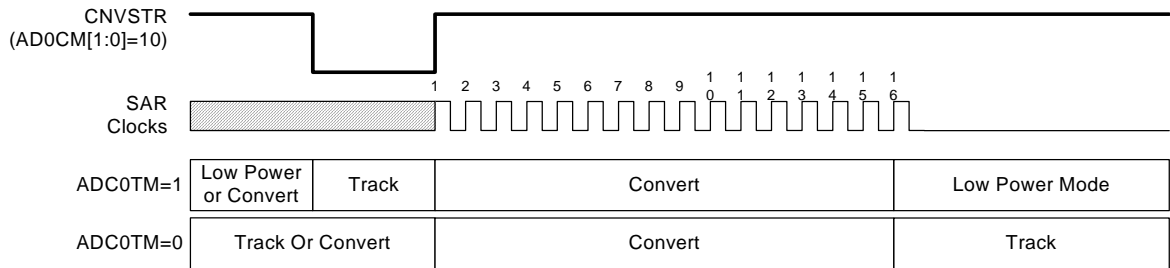 CNVSTR
(AD0CM[1:0]=10)
1 2 3 4 5 6 7 8 9 10 11 12 13 14 15 16
SAR
Clocks
ADC0TM=1
Low Power
or Convert
Track
Convert
Low Power Mode
ADC0TM=0
Track Or Convert
Convert
Track